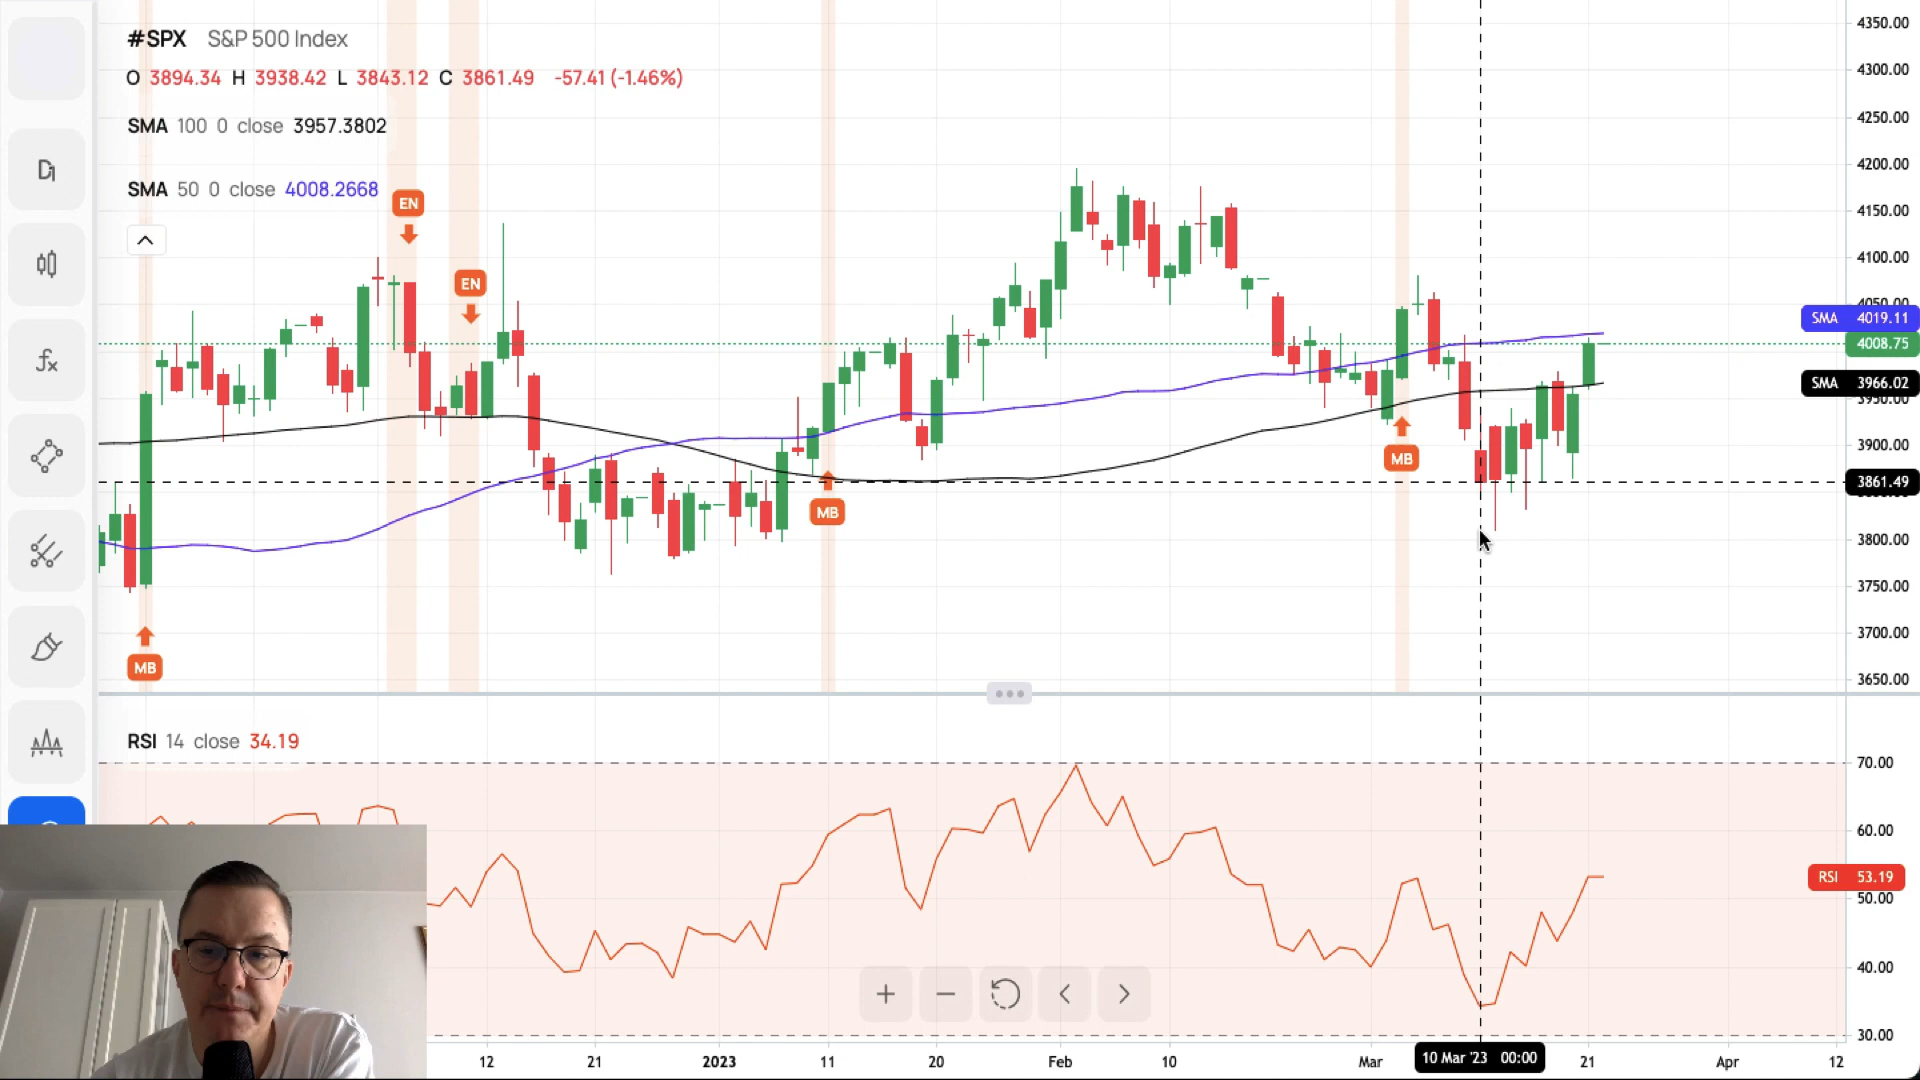 #SPX S&P 500 Index
O 3894.34 H 3938.42 L 3843.12 C 3861.49 -57.41 (-1.46%)
SMA 100 0 close 3957.3802
SMA 50 0 close 4008.2668
EN
EN
MB
MB
MB
4350.00
4300.00
4250.00
4200.00
4150.00
4100.00
4050.00
SMA 4019.11
4008.75
SMA 3966.02
3950.00
3900.00
3861.49
3800.00
3750.00
3700.00
3650.00
RSI 14 close 34.19
70.00
60.00
RSI 53.19
50.00
40.00
30.00
12 21 2023 11 20 Feb 10 Mar 10 Mar '23 00:00 21 Apr 12